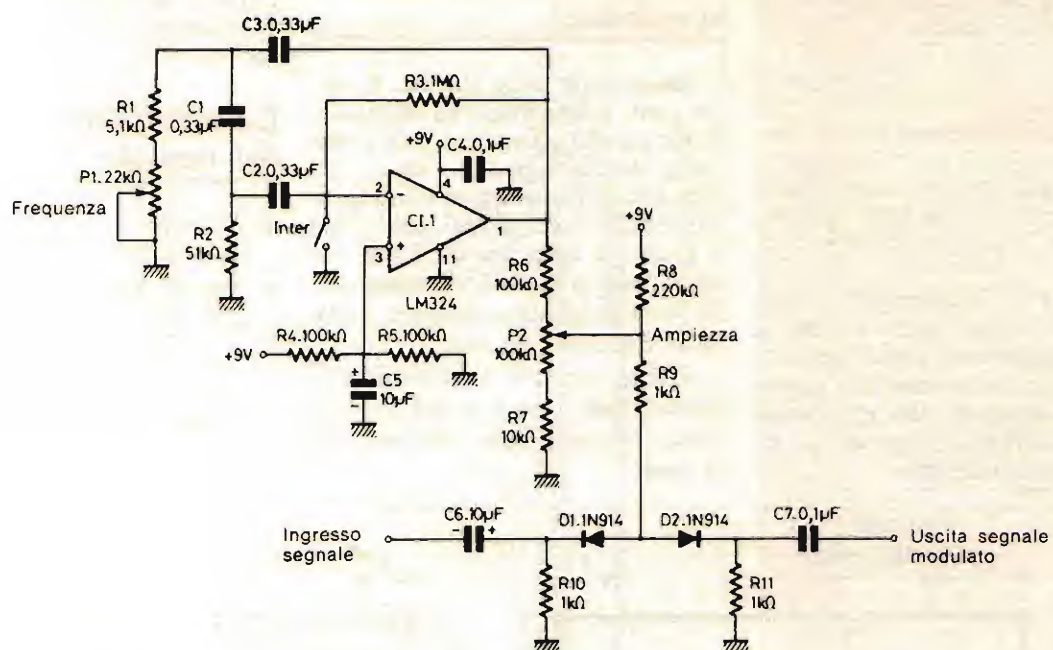 C3.0,33µF
R3.1MΩ
R1
5,1kΩ
C1
0,33µF
+9V
C4.0,1µF
P1.22kΩ
C2.0,33µF
2
-
4
Frequenza
CI.1
1
+9V
R2
51kΩ
Inter
+
3
11
R6
100kΩ
R8
220kΩ
LM324
P2
100kΩ
Ampiezza
+9V
R4.100kΩ
R5.100kΩ
R9
1kΩ
+
C5
10µF
-
R7
10kΩ
C6.10µF
- +
D1.1N914
D2.1N914
C7.0,1µF
Ingresso
segnale
Uscita segnale
modulato
R10
1kΩ
R11
1kΩ